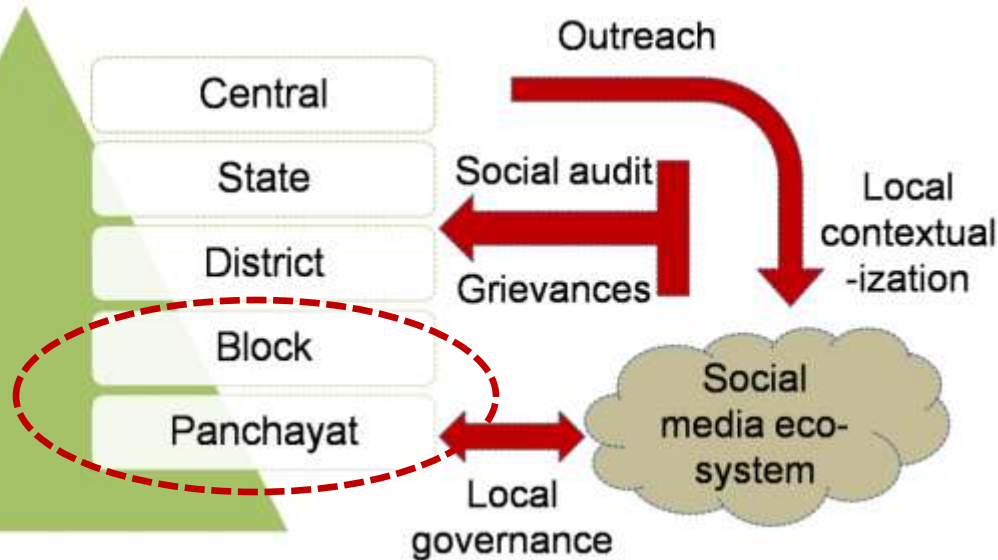 Outreach
Central
State
District
Block
Panchayat
Social audit
Grievances
Local
contextual
-ization
Social
media eco-
system
Local
governance